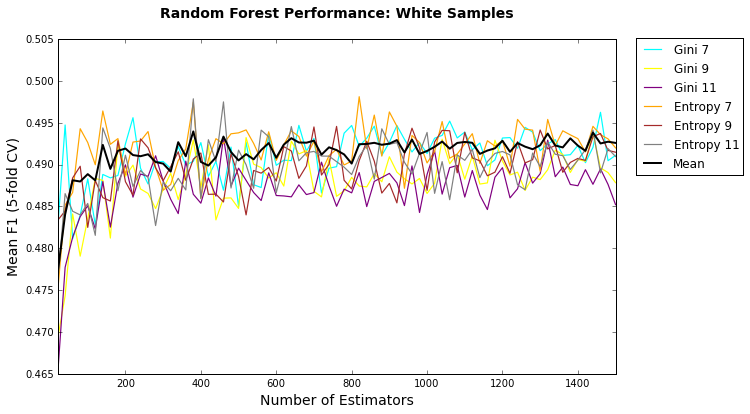 Random Forest Performance: White Samples
0.505
0.500
0.495
0.490
0.485
0.480
0.475
0.470
0.465
Mean F1 (5-fold CV)
200
400
600
800
1000
1200
1400
Number of Estimators
Gini 7
Gini 9
Gini 11
Entropy 7
Entropy 9
Entropy 11
Mean